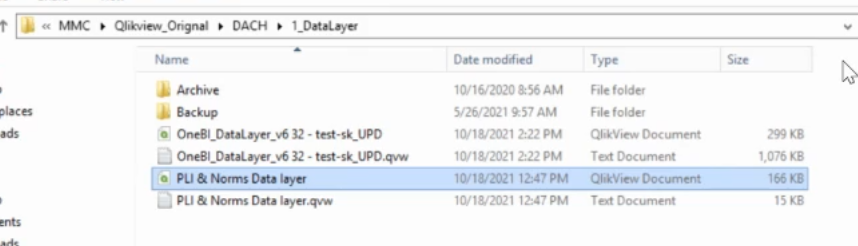 « MMC ▸ Qlikview_Orignal ▸ DACH ▸ 1_DataLayer
Name Date modified Type Size
Archive 10/16/2020 8:56 AM File folder
places Backup 5/26/2021 9:57 AM File folder
ads OneBI_DataLayer_v6 32 - test-sk_UPD 10/18/2021 2:22 PM QlikView Document 299 KB
OneBI_DataLayer_v6 32 - test-sk_UPD.qvw 10/18/2021 2:22 PM Text Document 1,076 KB
PLI & Norms Data layer 10/18/2021 12:47 PM QlikView Document 166 KB
PLI & Norms Data layer.qvw 10/18/2021 12:47 PM Text Document 15 KB
ents
ads